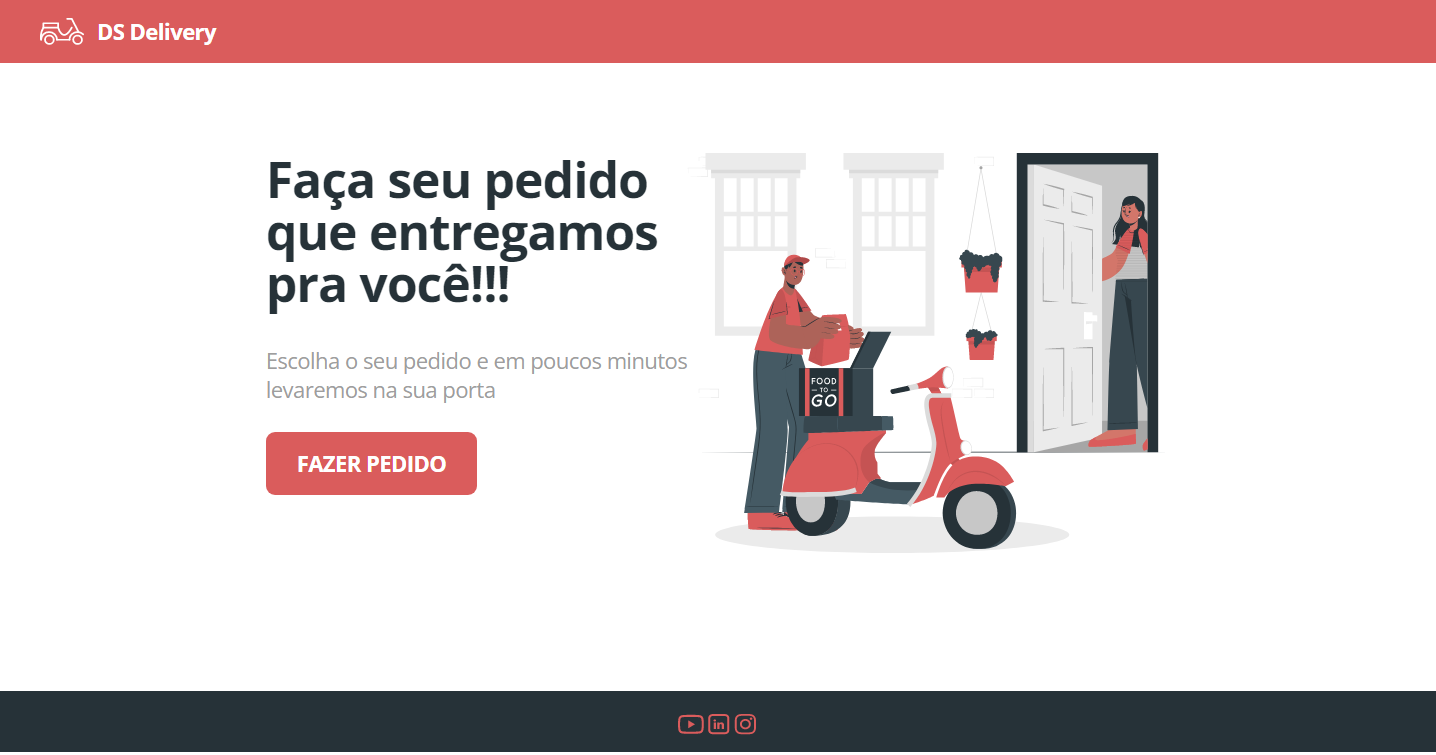 DS Delivery
Faça seu pedido
que entregamos
pra você!!!
Escolha o seu pedido e em poucos minutos
levaremos na sua porta
FAZER PEDIDO
FOOD
TO
GO
in